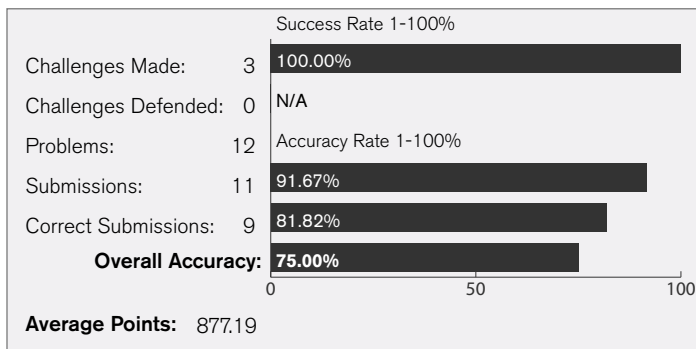 Success Rate 1-100%
Challenges Made: 3 100.00%
Challenges Defended: 0 N/A
Problems: 12 Accuracy Rate 1-100%
Submissions: 11 91.67%
Correct Submissions: 9 81.82%
Overall Accuracy: 75.00%
0 50 100
Average Points: 877.19